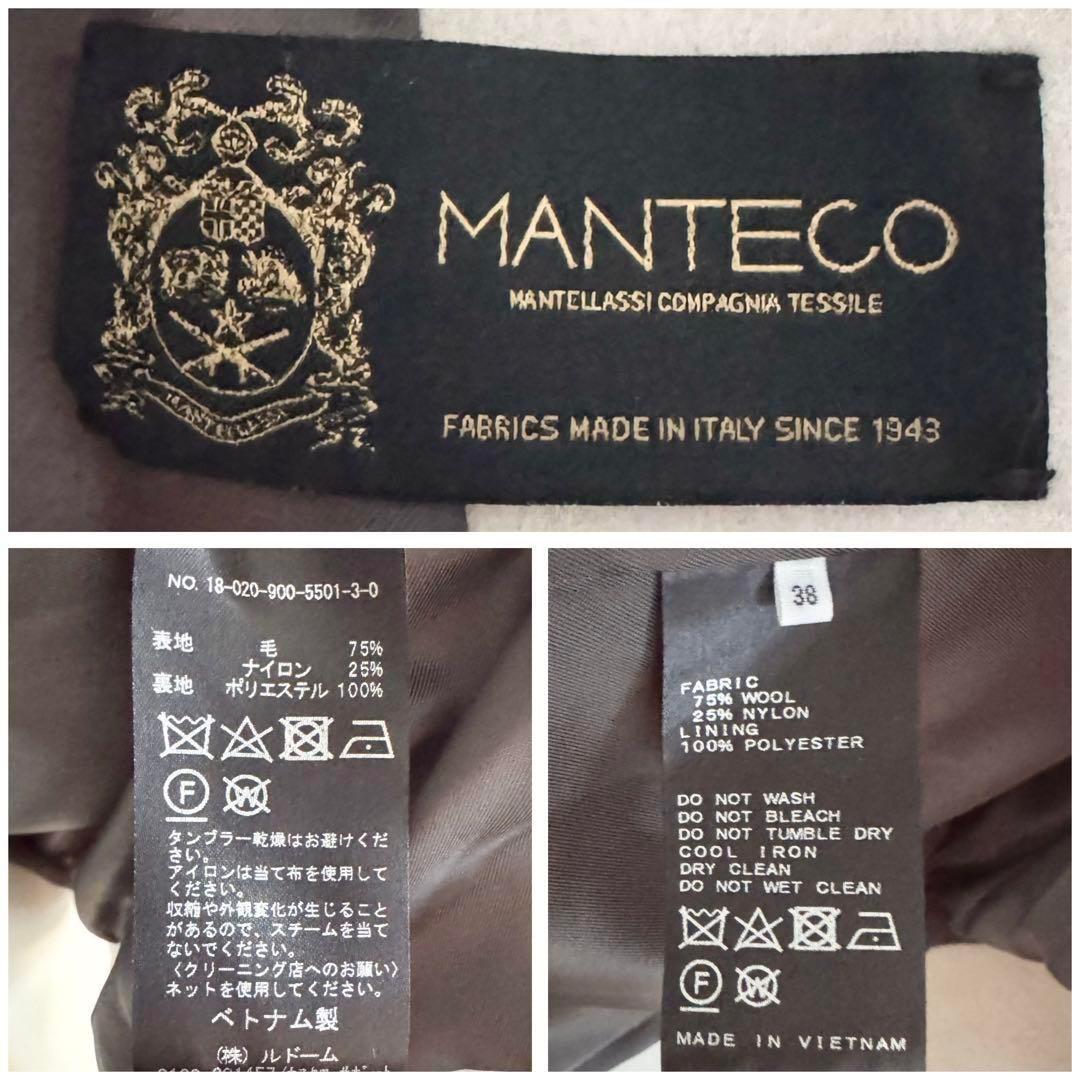 MANTECO
MANTELLASSI COMPAGNIA TESSILE
FABRICS MADE IN ITALY SINCE 1943
NO. 18-020-900-5501-3-0
表地 毛 75%
ナイロン 25%
裏地 ポリエステル 100%
F W
タンブラー乾燥はお避けくだ
さい。
アイロンは当て布を使用して
ください。
収縮や外観変化が生じること
があるので、スチームを当て
ないでください。
〈クリーニング店へのお願い〉
ネットを使用してください。
ベトナム製
(株)ルドーム
38
FABRIC
75% WOOL
25% NYLON
LINING
100% POLYESTER
DO NOT WASH
DO NOT BLEACH
DO NOT TUMBLE DRY
COOL IRON
DRY CLEAN
DO NOT WET CLEAN
F W
MADE IN VIETNAM